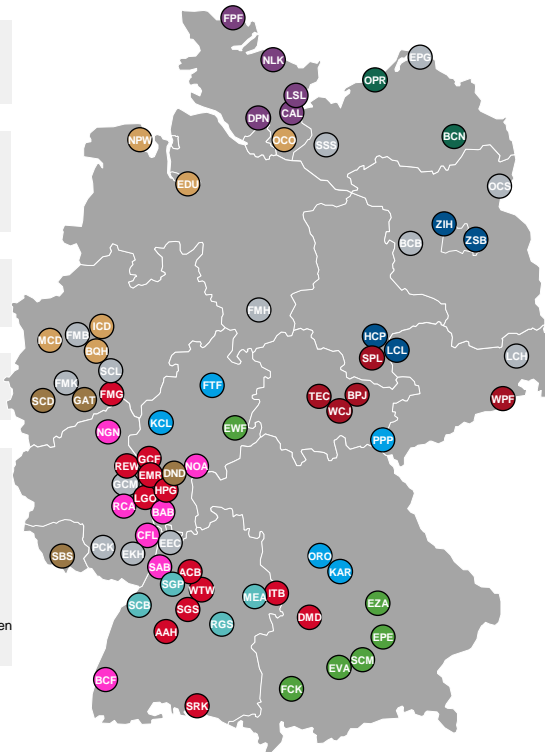 FPF
EPG
NLK
OPR
LSL
CAL
DPN
BCN
NPW
OCO
SSS
EDU
OCS
ZIH
BCB
ZSB
FMH
ICD
FMB
MCD
HCP
BQH
LCL
LCH
SPL
SCL
FMK
FTF
FMG
SCD
GAT
TEC
BPJ
WPF
WCJ
KCL
EWF
NGN
PPP
GCF
REW
NOA
EMR
DND
GCM
HPG
LGO
RCA
BAB
CFL
EEC
PCK
EKH
SBS
ORO
SAB
ACB
KAR
SGP
WTW
ITB
MEA
SCB
EZA
SGS
DMD
RGS
en
AAH
EPE
SCM
EVA
BCF
FCK
SRK